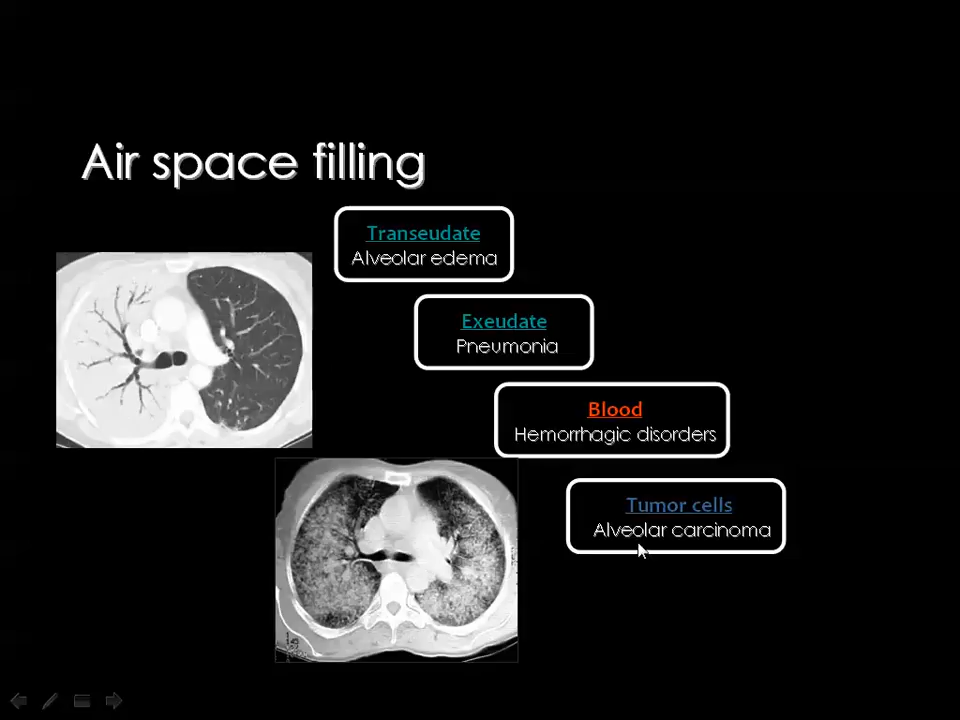 Air space filling
Transeudate
Alveolar edema
Exeudate
Pneumonia
Blood
Hemorrhagic disorders
Tumor cells
Alveolar carcinoma